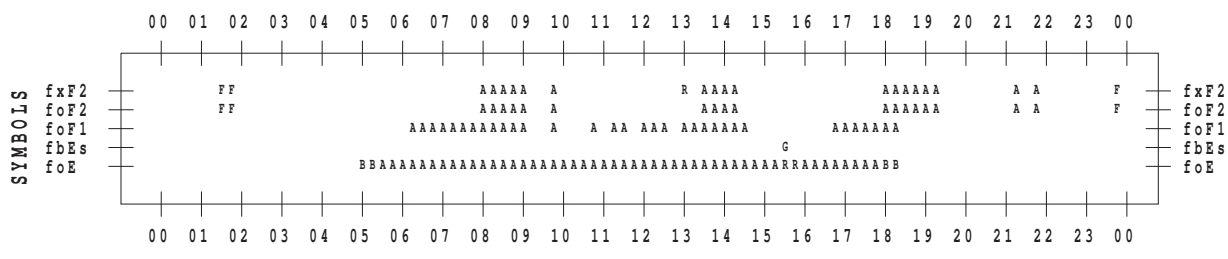 00 01 02 03 04 05 06 07 08 09 10 11 12 13 14 15 16 17 18 19 20 21 22 23 00
SYMBOLS
fxF2 FF AAAAA A R AAAA AAAAAA A A F fxF2
foF2 FF AAAAA A AAAA AAAAAA A A F foF2
foF1 AAAAAAAAAAAA A A AA AAA AAAAAAA AAAAAAA foF1
fbEs G fbEs
foE BBAAAAAAAAAAAAAAAAAAAAAAAAAAAAAAAAAAAAAAAARRAAAAAAAABB foE
00 01 02 03 04 05 06 07 08 09 10 11 12 13 14 15 16 17 18 19 20 21 22 23 00